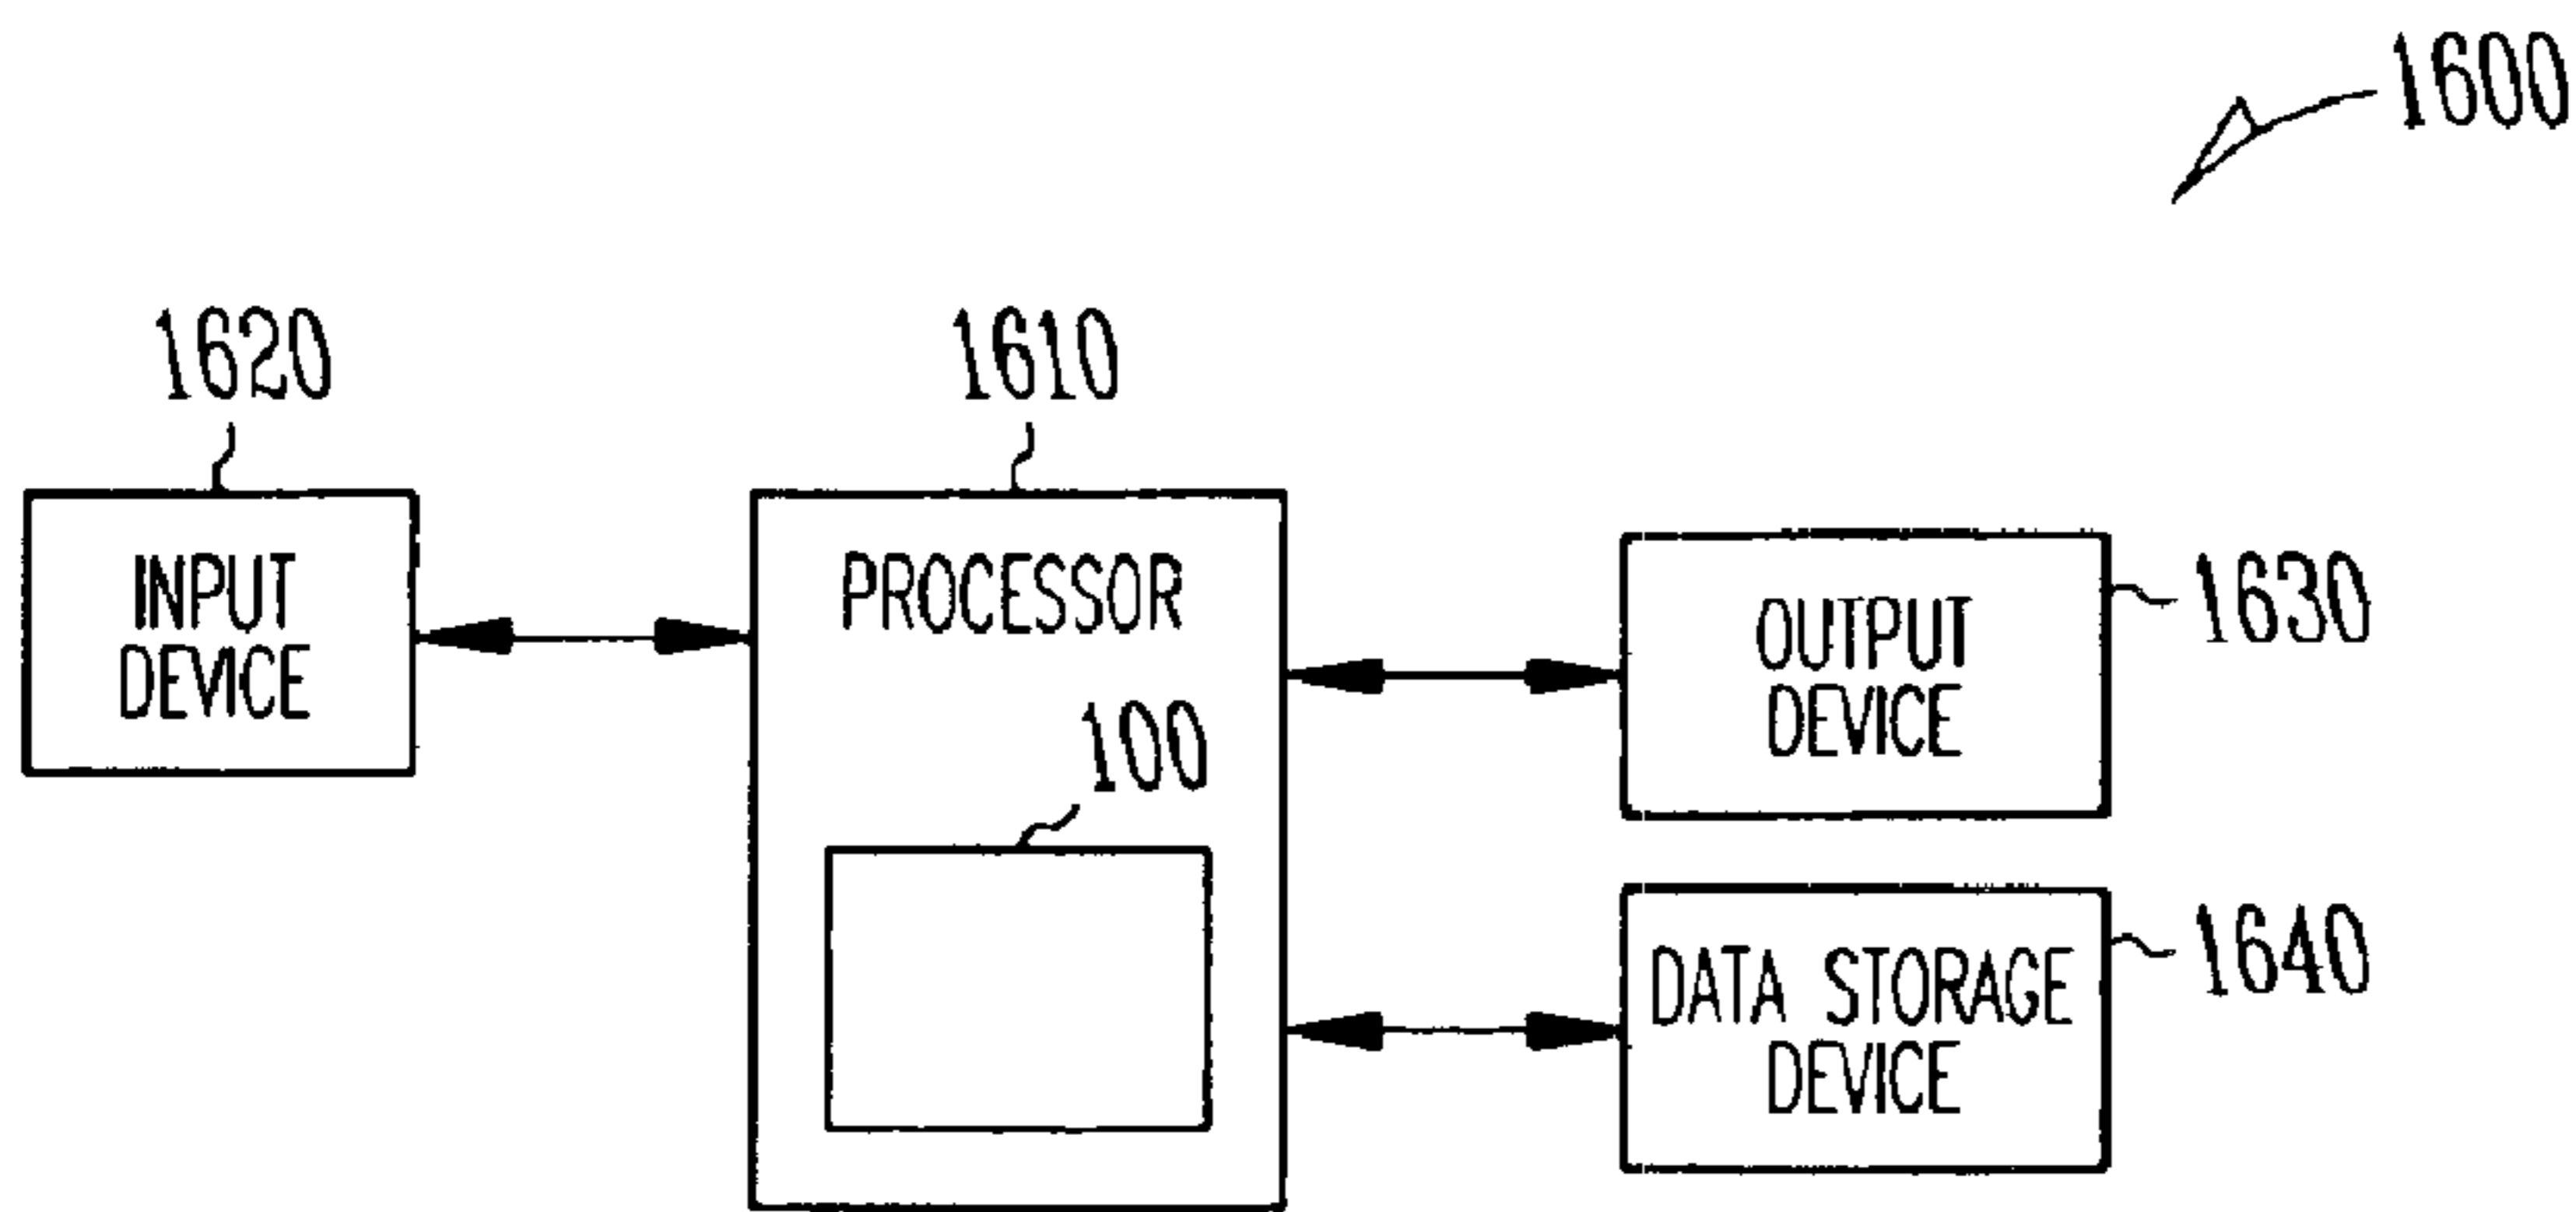 1600
1620
1610
INPUT
DEVICE
PROCESSOR
100
OUTPUT
DEVICE
1630
DATA STORAGE
DEVICE
1640